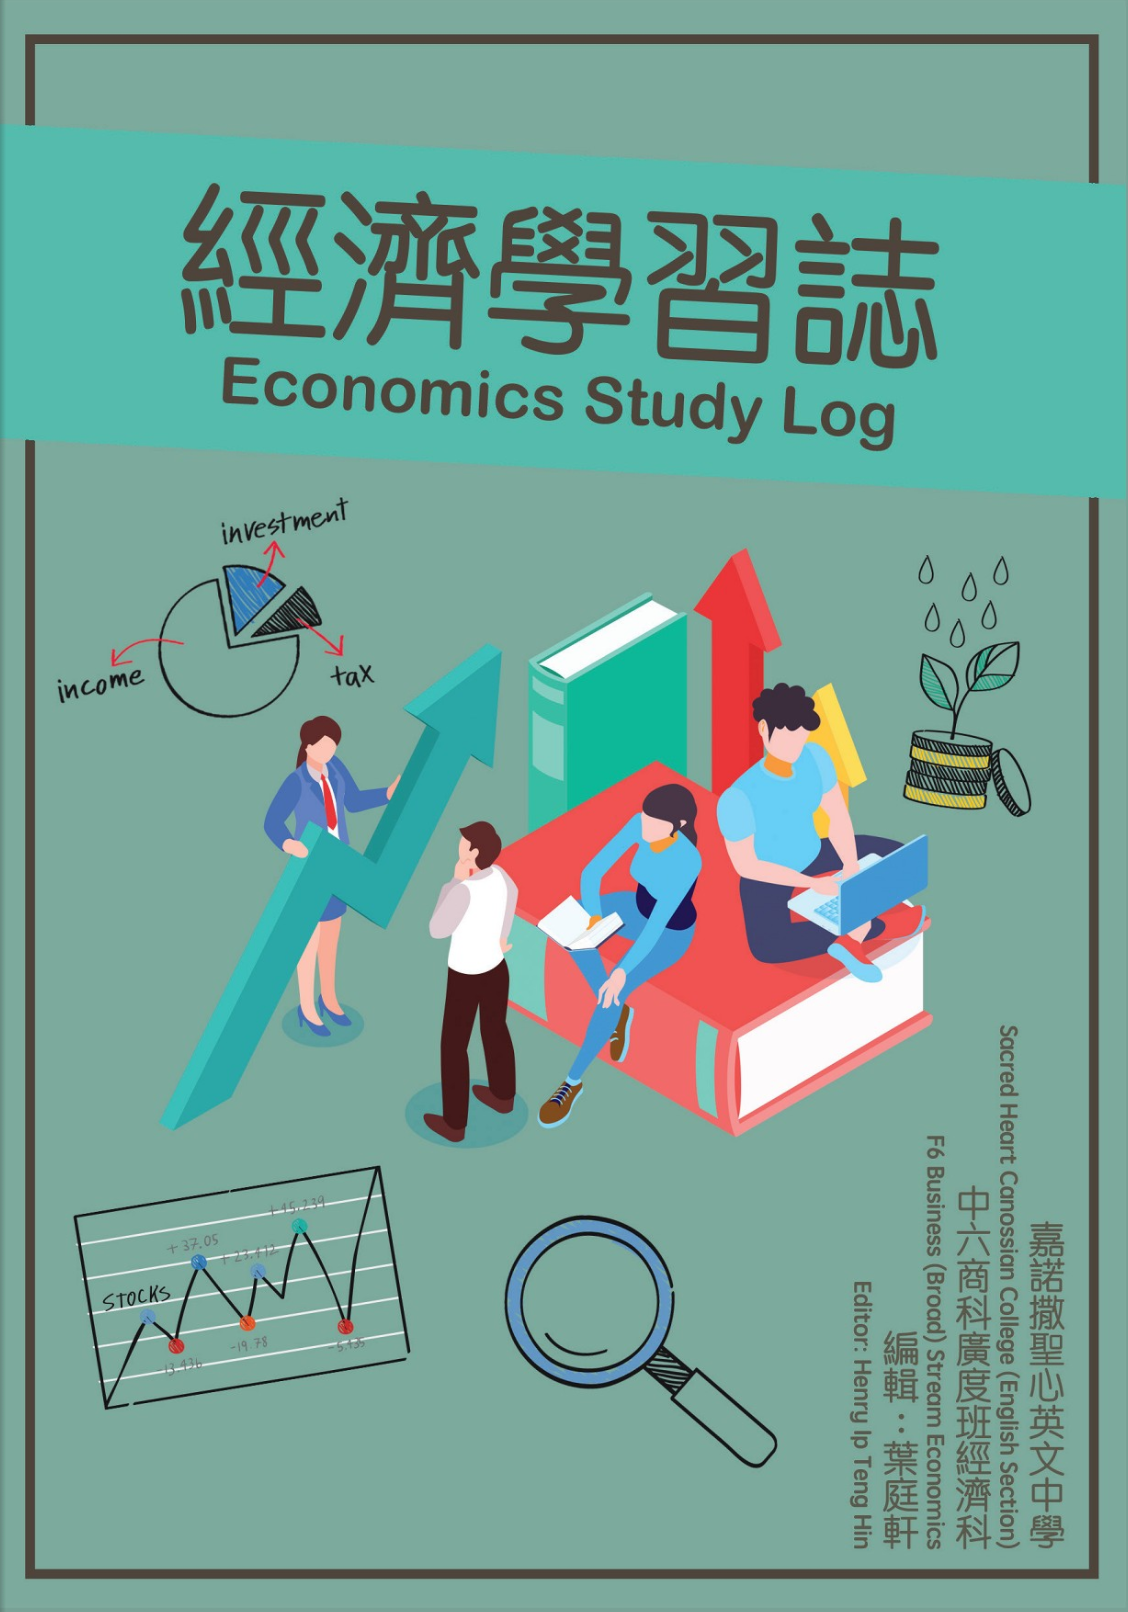 經濟學習誌
Economics Study Log
investment
income
tax
STOCKS
+37.05
-19.78
嘉諾撒聖心英文中學
Sacred Heart Canossian College (English Section)
中六商科廣度班經濟科
F6 Business (Broad) Stream Economics
編輯：葉庭軒
Editor: Henry Ip Teng Hin